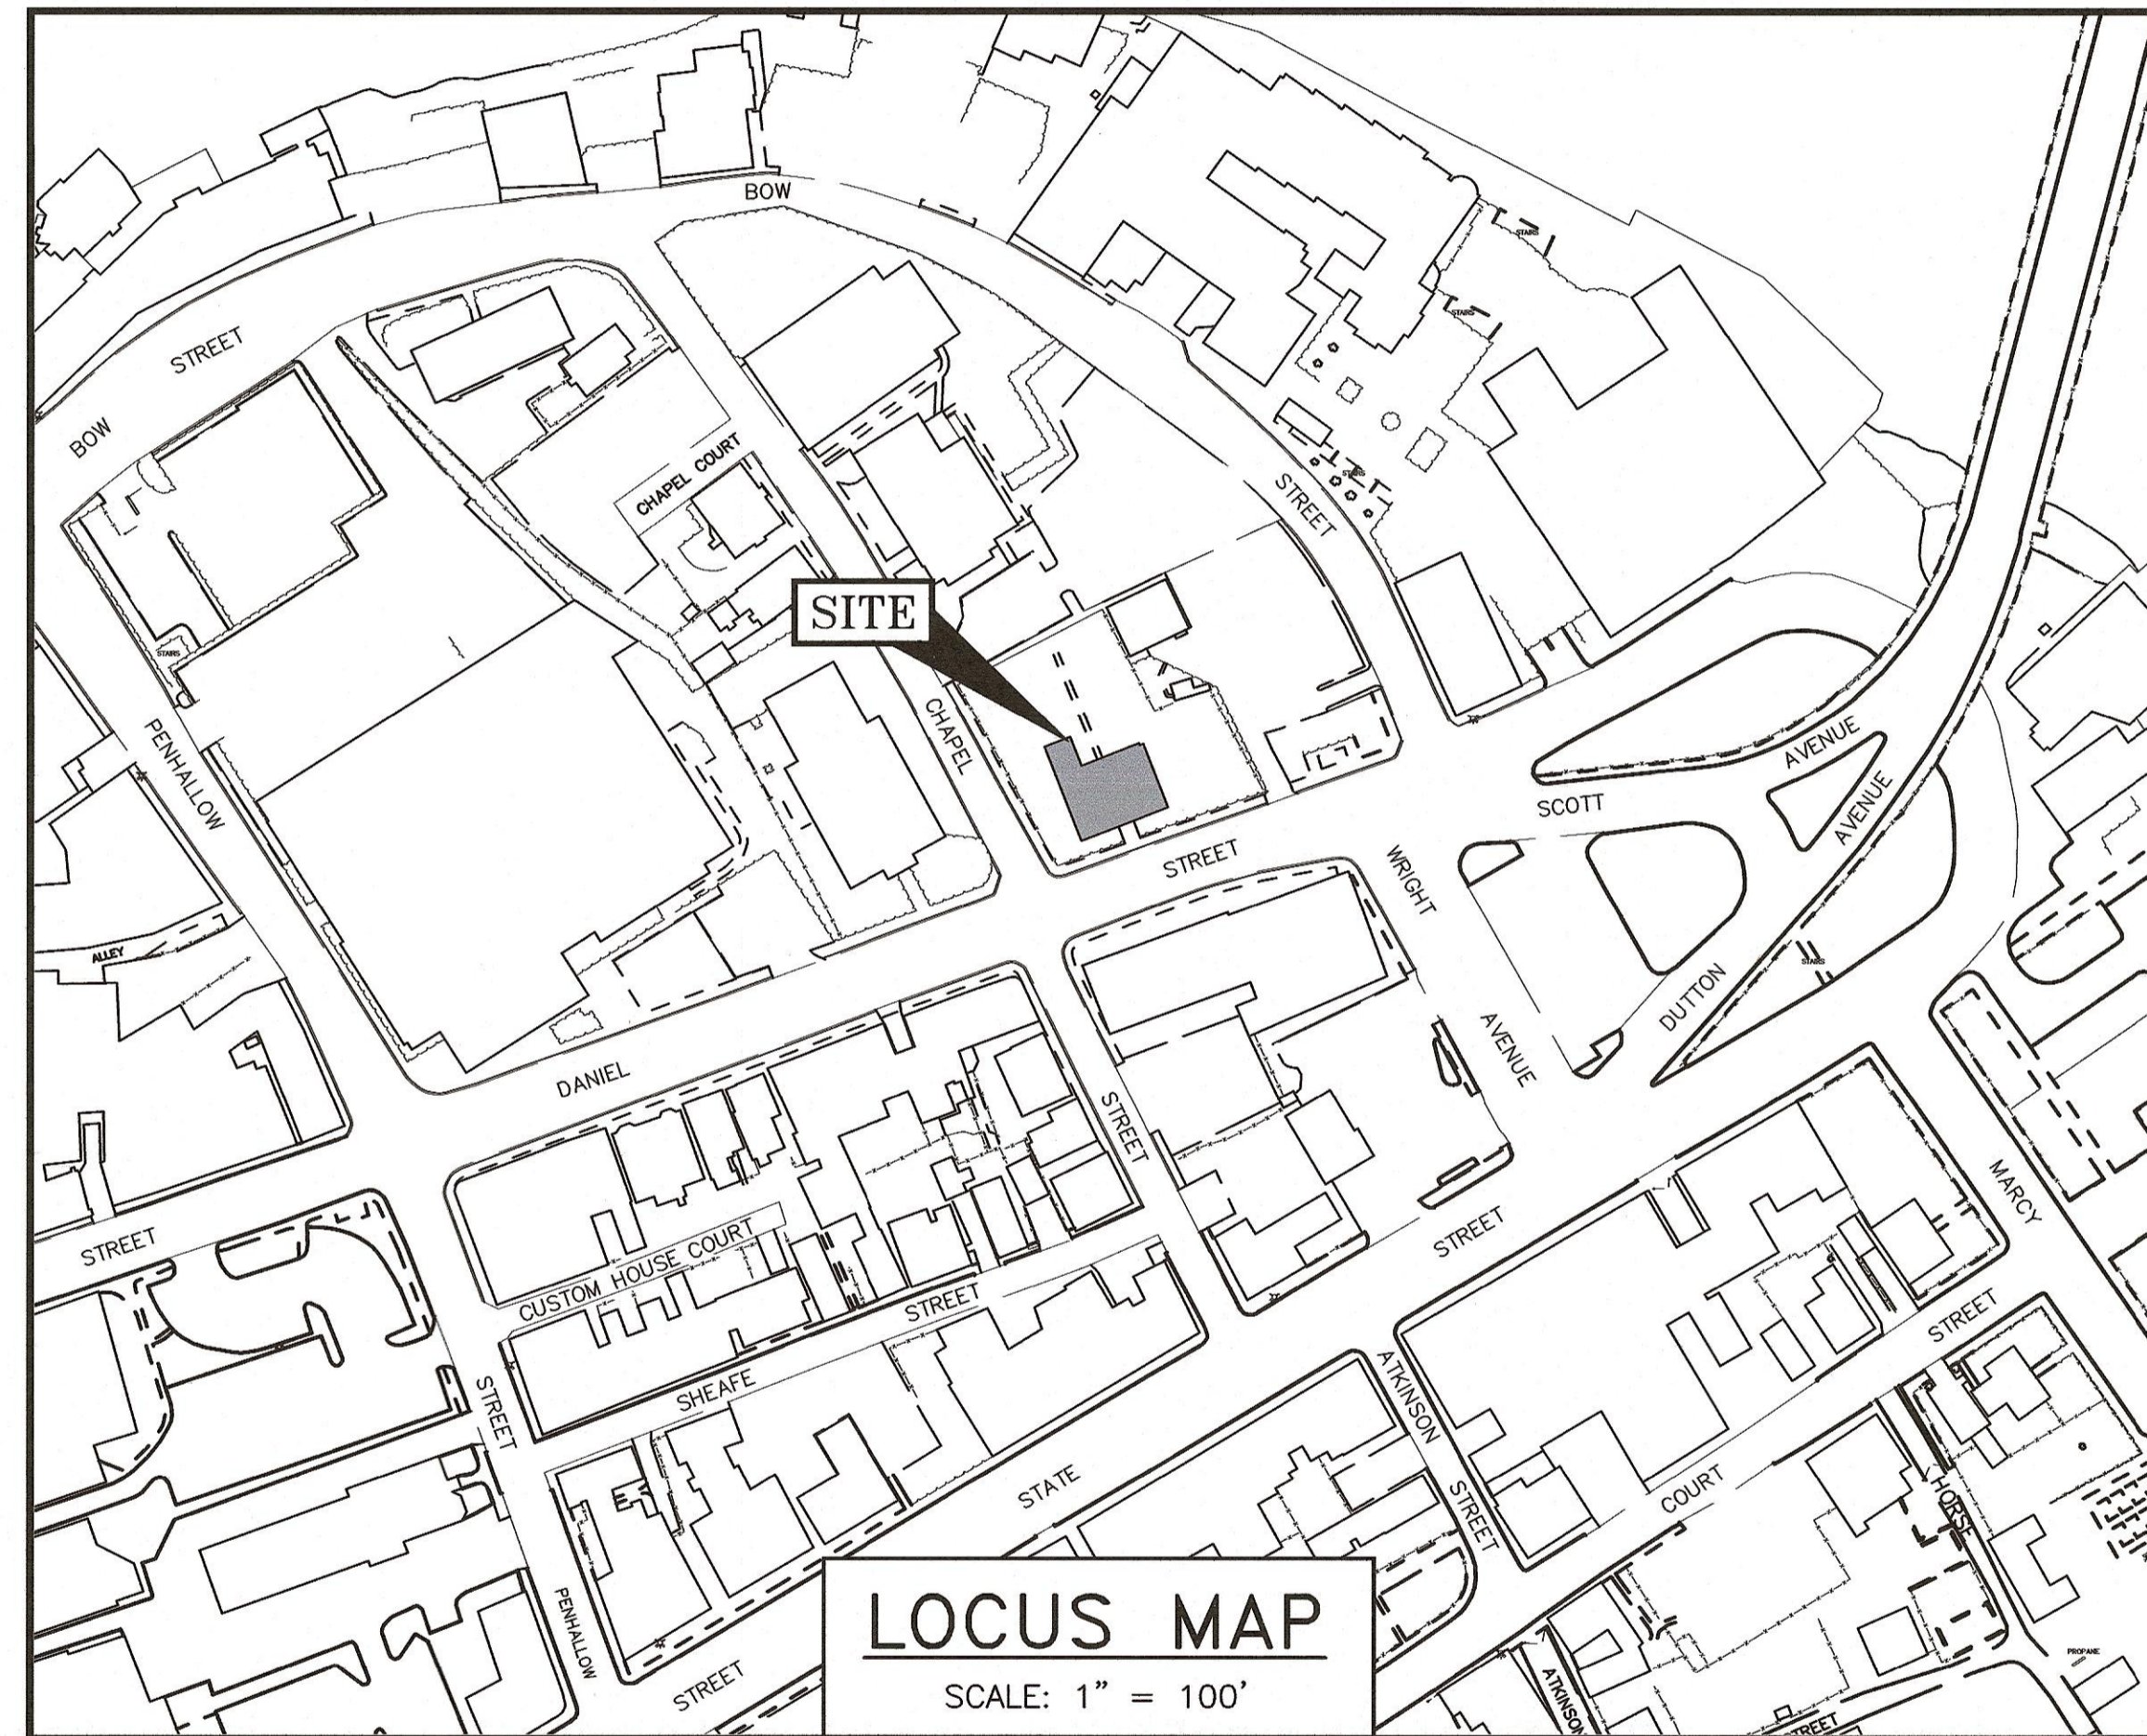 BOW
STAIRS
STAIRS
STREET
BOW
CHAPEL COURT
STAIRS
STREET
SITE
STAIRS
CHAPEL
PENHALLOW
AVENUE
SCOTT
AVENUE
STREET
WRIGHT
ALLEY
STAIRS
DUTTON
AVENUE
DANIEL
STREET
MARCY
STREET
STREET
CUSTOM HOUSE COURT
STREET
STREET
SHEAFE
ATKINSON
STREET
STATE
COURT
STREET
HORSE
PENHALLOW
STREET
ATKINSON
PROPANE
STREET
LOCUS MAP
SCALE: 1" = 100'